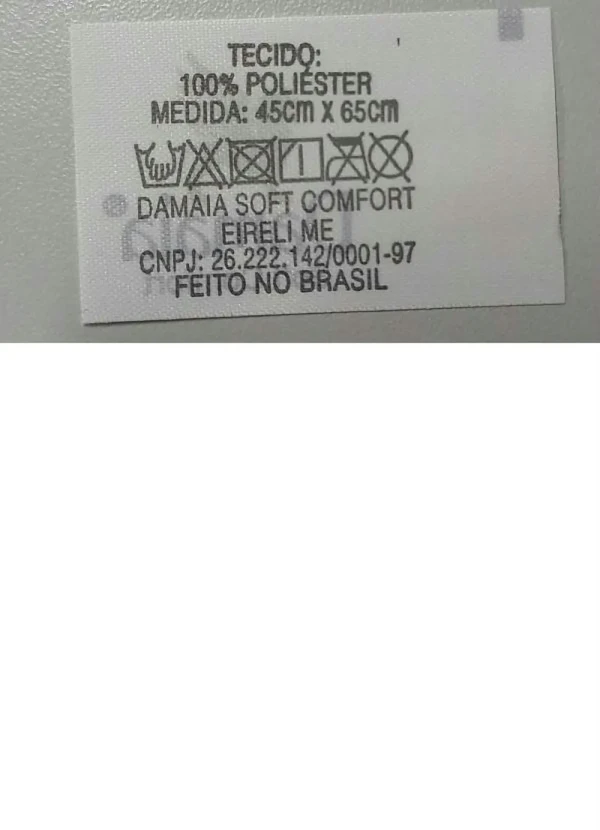 TECIDO:
100% POLIÉSTER
MEDIDA: 45cm X 65cm
DAMAIA SOFT COMFORT
EIRELI ME
CNPJ: 26.222.142/0001-97
FEITO NO BRASIL